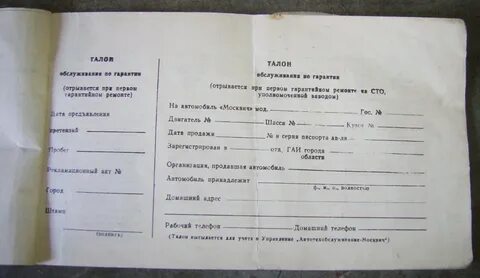 ТАЛОН
обслуживания по гарантии
(отрывается при первом
гарантийном ремонте)
Дата предъявления
претензий
Пробег
Рекламационный акт №
Город
Штамп
(подпись)
ТАЛОН
обслуживания по гарантии
(отрывается при первом гарантийном ремонте на СТО,
уполномоченной заводом)
На автомобиль «Москвич» мод. Гос. №
Двигатель № Шасси № Кузов №
Дата продажи № и серия паспорта ав-ля
Зарегистрирован в отд. ГАИ города
области
Организация, продавшая автомобиль
Автомобиль принадлежит
ф., и., о., полностью
Домашний адрес
Рабочий телефон Домашний телефон
(Талон высылается для учета в Управление „Автотехобслуживания-Москвич")